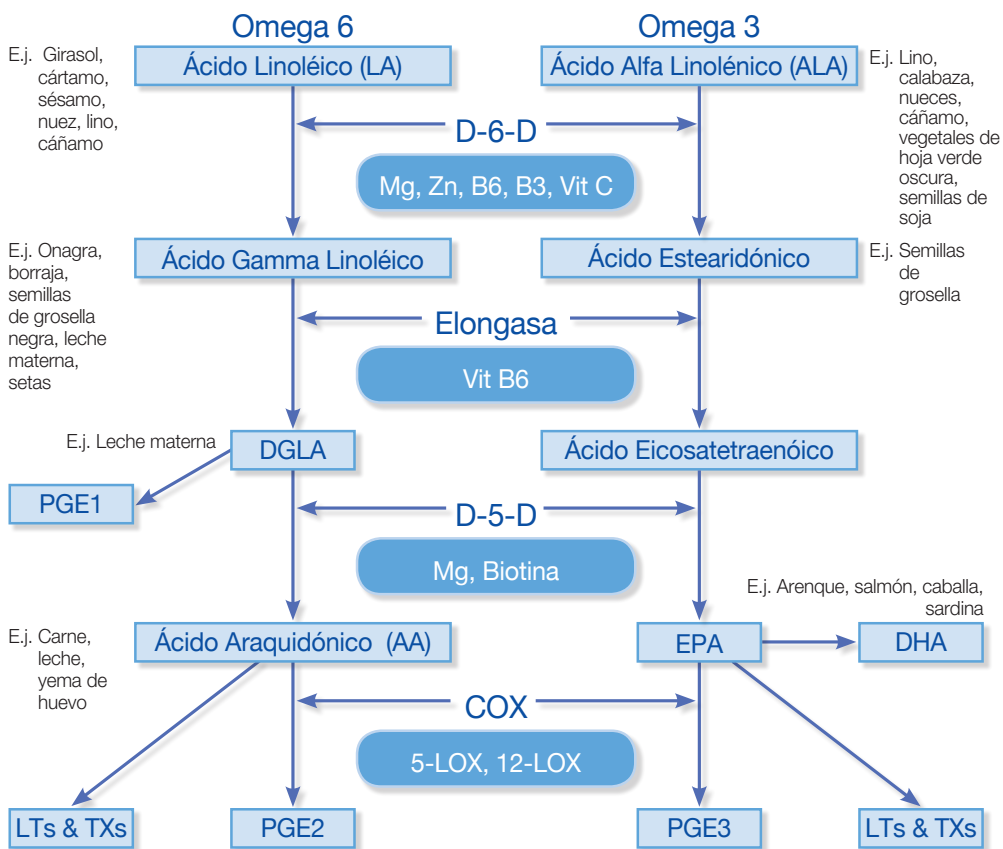 Omega 6
Omega 3
E.j. Girasol,
cártamo,
sésamo,
nuez, lino,
cáñamo
Ácido Linoléico (LA)
Ácido Alfa Linolénico (ALA)
E.j. Lino,
calabaza,
nueces,
cáñamo,
vegetales de
hoja verde
oscura,
semillas de
soja
D-6-D
Mg, Zn, B6, B3, Vit C
E.j. Onagra,
borraja,
semillas
de grosella
negra, leche
materna,
setas
Ácido Gamma Linoléico
Ácido Estearidónico
E.j. Semillas
de
grosella
Elongasa
Vit B6
E.j. Leche materna
DGLA
Ácido Eicosatetraenóico
PGE1
D-5-D
Mg, Biotina
E.j. Arenque, salmón, caballa,
sardina
E.j. Carne,
leche,
yema de
huevo
Ácido Araquidónico (AA)
EPA
DHA
COX
5-LOX, 12-LOX
LTs & TXs
PGE2
PGE3
LTs & TXs